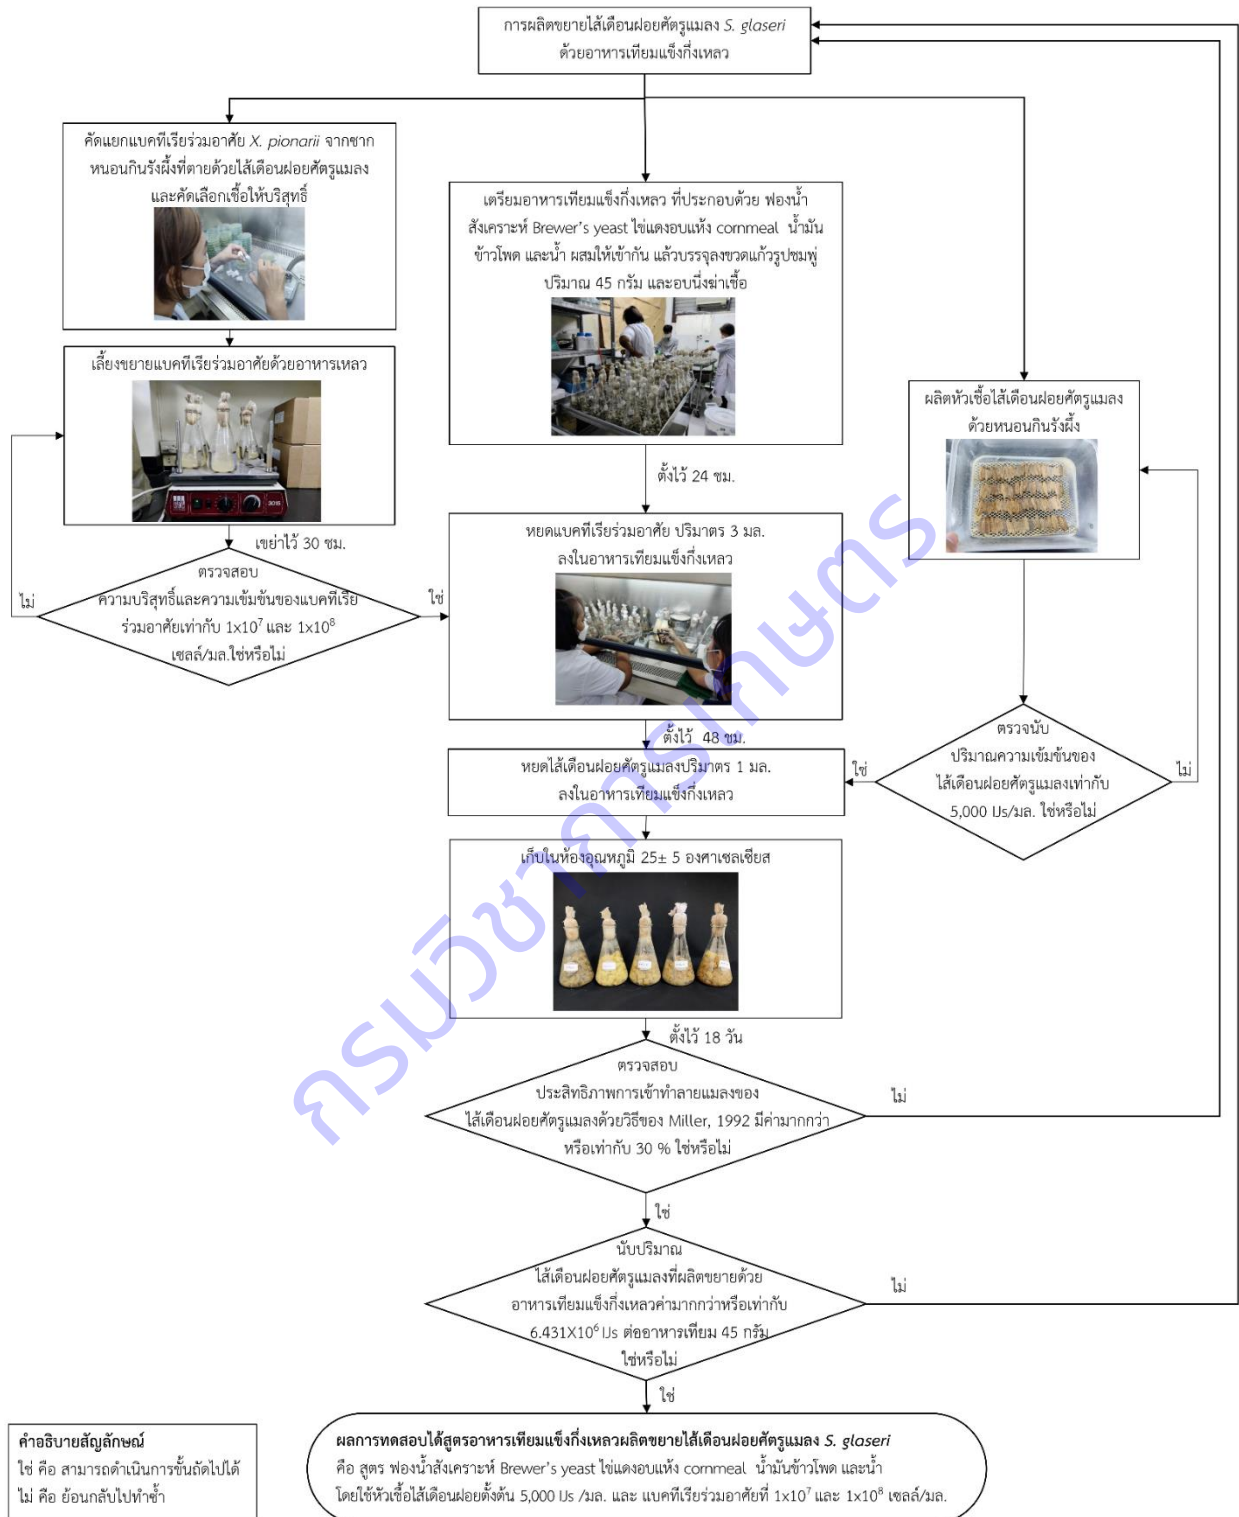 การผลิตขยายไส้เดือนฝอยศัตรูแมลง S. glaseri
ด้วยอาหารเทียมแข็งกึ่งเหลว
คัดแยกแบคทีเรียร่วมอาศัย X. pionarii จากซาก
หนอนกินรังผึ้งที่ตายด้วยไส้เดือนฝอยศัตรูแมลง
และคัดเลือกเชื้อให้บริสุทธิ์
เตรียมอาหารเทียมแข็งกึ่งเหลว ที่ประกอบด้วย ฟองน้ำ
สังเคราะห์ Brewer's yeast ไข่แดงอบแห้ง cornmeal น้ำมัน
ข้าวโพด และน้ำ ผสมให้เข้ากัน แล้วบรรจุลงขวดแก้วรูปชมพู่
ปริมาณ 45 กรัม และอบนึ่งฆ่าเชื้อ
เลี้ยงขยายแบคทีเรียร่วมอาศัยด้วยอาหารเหลว
ผลิตหัวเชื้อไส้เดือนฝอยศัตรูแมลง
ด้วยหนอนกินรังผึ้ง
ตั้งไว้ 24 ชม.
เขย่าไว้ 30 ชม.
หยดแบคทีเรียร่วมอาศัย ปริมาตร 3 มล.
ลงในอาหารเทียมแข็งกึ่งเหลว
ตรวจสอบ
ความบริสุทธิ์และความเข้มข้นของแบคทีเรีย
ร่วมอาศัยเท่ากับ 1x10⁷ และ 1x10⁸
เซลล์/มล.ใช่หรือไม่
ไม่
ใช่
ตั้งไว้ 48 ชม.
หยดไส้เดือนฝอยศัตรูแมลงปริมาตร 1 มล.
ลงในอาหารเทียมแข็งกึ่งเหลว
ตรวจนับ
ปริมาณความเข้มข้นของ
ไส้เดือนฝอยศัตรูแมลงเท่ากับ
5,000 IJs/มล. ใช่หรือไม่
ใช่
ไม่
เก็บในห้องอุณหภูมิ 25± 5 องศาเซลเซียส
ตั้งไว้ 18 วัน
ตรวจสอบ
ประสิทธิภาพการเข้าทำลายแมลงของ
ไส้เดือนฝอยศัตรูแมลงด้วยวิธีของ Miller, 1992 มีค่ามากกว่า
หรือเท่ากับ 30 % ใช่หรือไม่
ไม่
ใช่
นับปริมาณ
ไส้เดือนฝอยศัตรูแมลงที่ผลิตขยายด้วย
อาหารเทียมแข็งกึ่งเหลวค่ามากกว่าหรือเท่ากับ
6.431X10⁶ IJs ต่ออาหารเทียม 45 กรัม
ใช่หรือไม่
ไม่
ใช่
คำอธิบายสัญลักษณ์
ใช่ คือ สามารถดำเนินการขั้นถัดไปได้
ไม่ คือ ย้อนกลับไปทำซ้ำ
ผลการทดสอบได้สูตรอาหารเทียมแข็งกึ่งเหลวผลิตขยายไส้เดือนฝอยศัตรูแมลง S. glaseri
คือ สูตร ฟองน้ำสังเคราะห์ Brewer's yeast ไข่แดงอบแห้ง cornmeal น้ำมันข้าวโพด และน้ำ
โดยใช้หัวเชื้อไส้เดือนฝอยตั้งต้น 5,000 IJs /มล. และ แบคทีเรียร่วมอาศัยที่ 1x10⁷ และ 1x10⁸ เซลล์/มล.
กรมวิชาการเกษตร